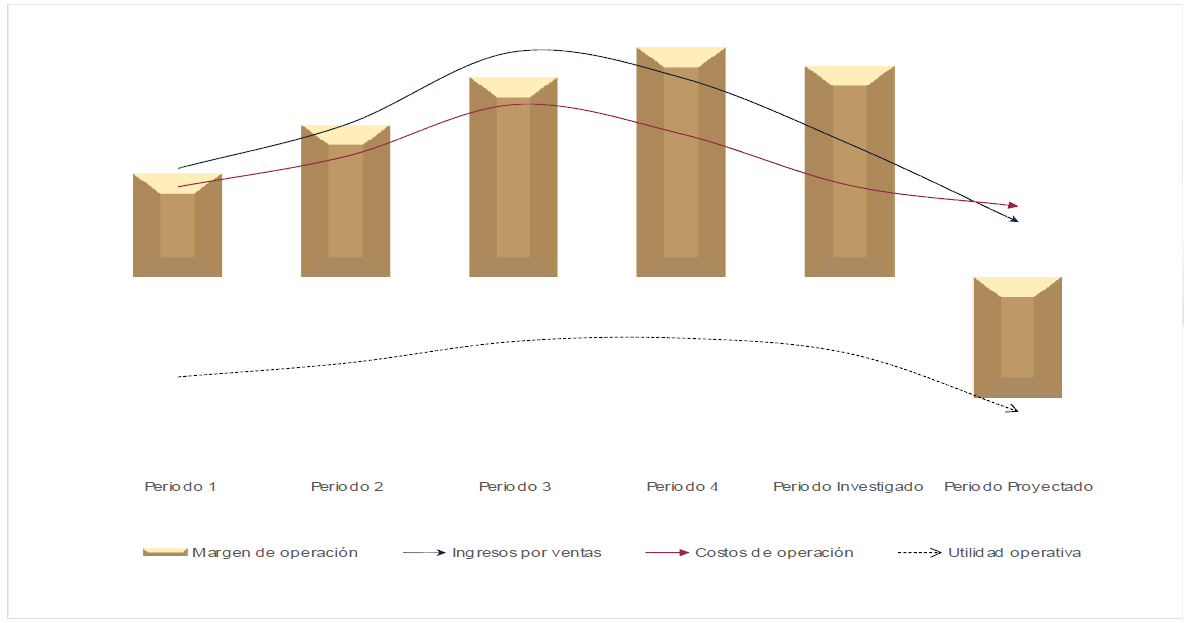 Periodo 1 Periodo 2 Periodo 3 Periodo 4 Periodo Investigado Periodo Proyectado
Margen de operación Ingresos por ventas Costos de operación Utilidad operativa